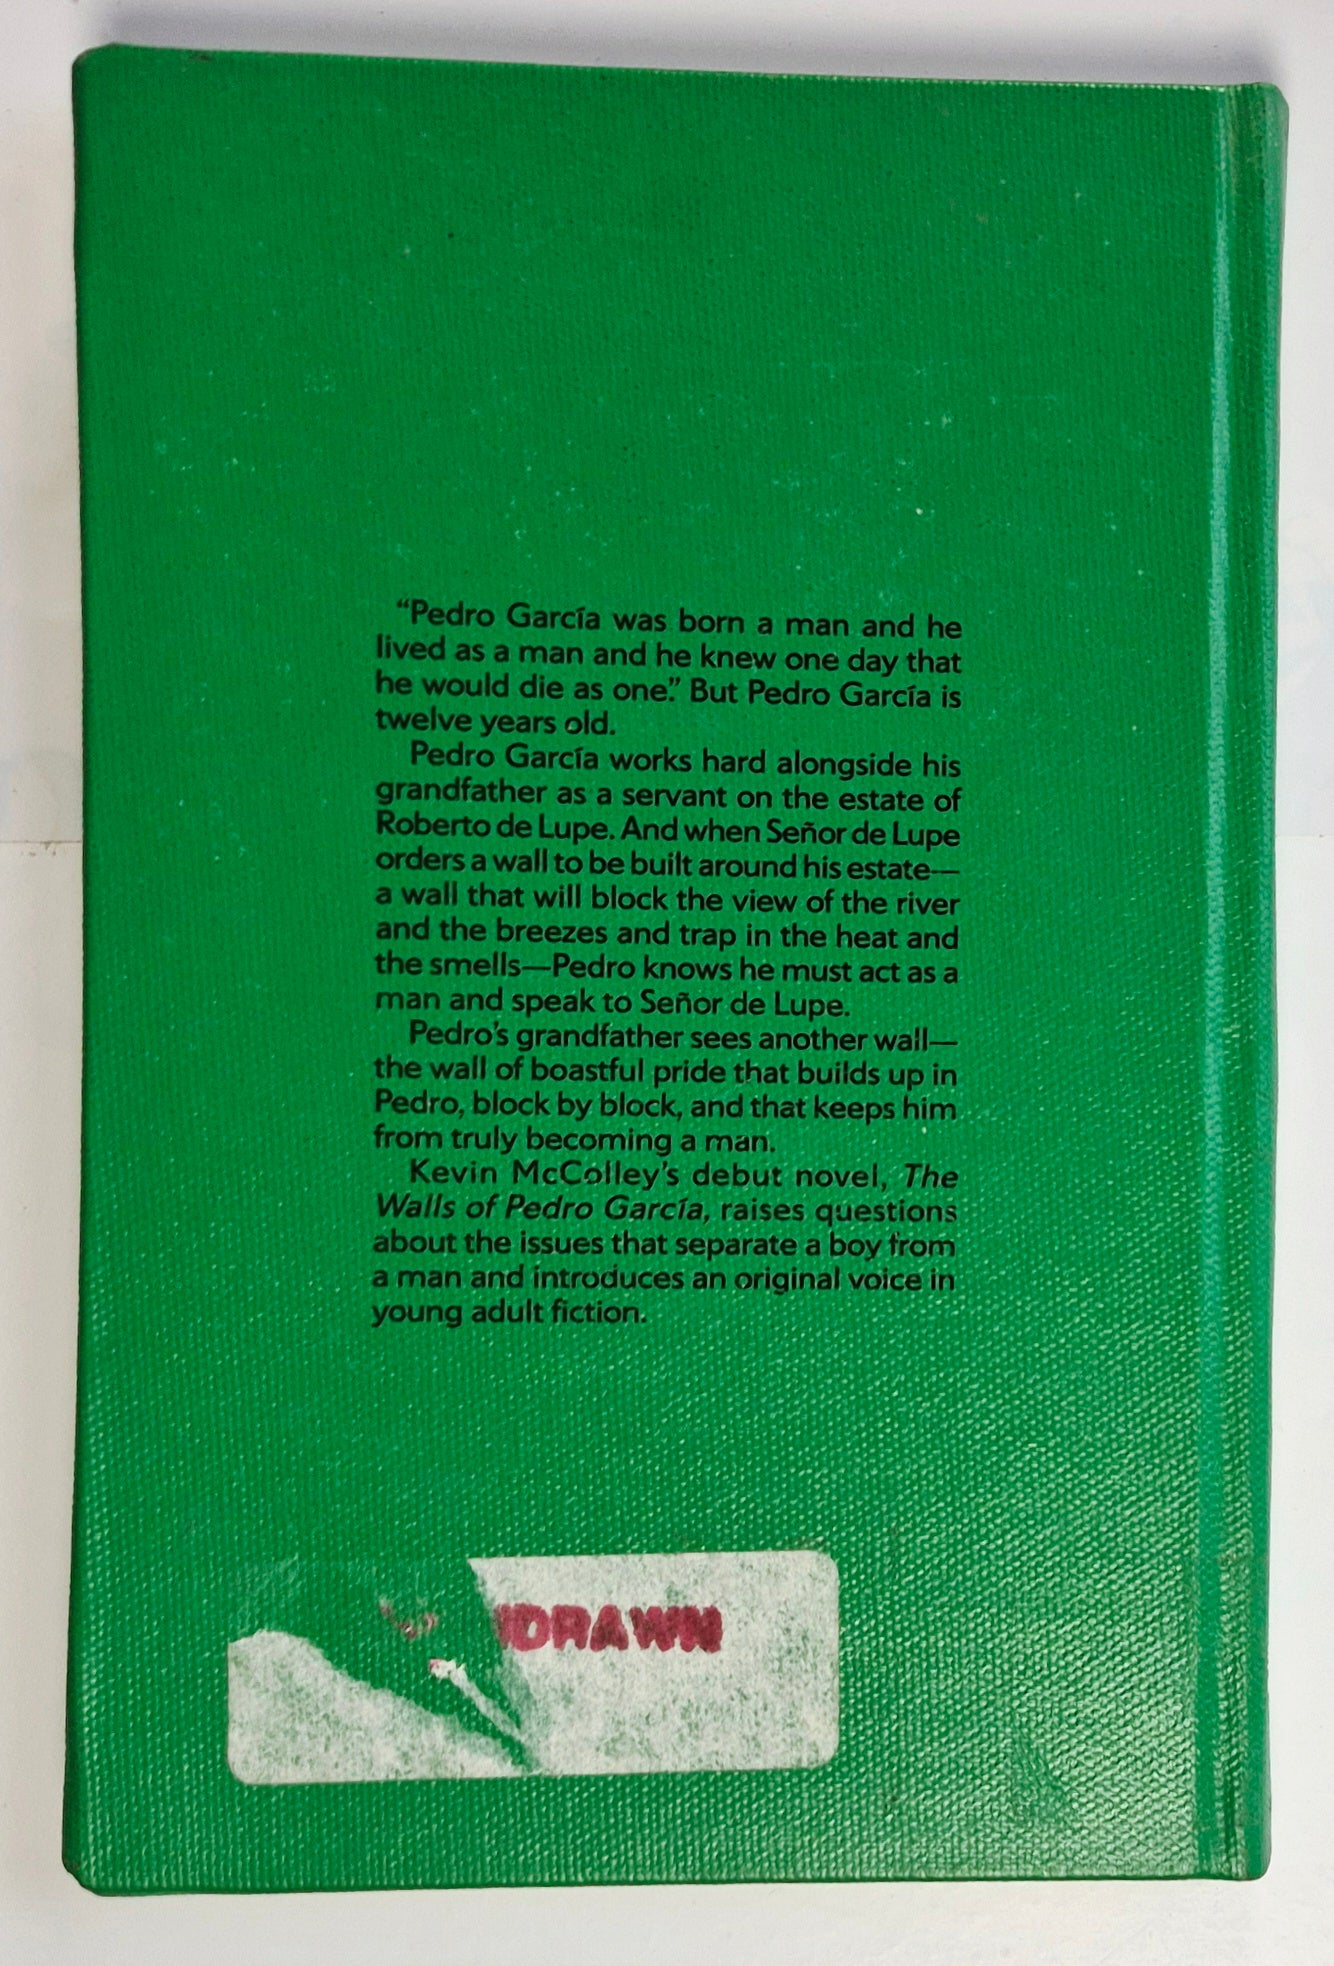 “Pedro García was born a man and he
lived as a man and he knew one day that
he would die as one.” But Pedro García is
twelve years old.
Pedro García works hard alongside his
grandfather as a servant on the estate of
Roberto de Lupe. And when Señor de Lupe
orders a wall to be built around his estate—
a wall that will block the view of the river
and the breezes and trap in the heat and
the smells—Pedro knows he must act as a
man and speak to Señor de Lupe.
Pedro’s grandfather sees another wall—
the wall of boastful pride that builds up in
Pedro, block by block, and that keeps him
from truly becoming a man.
Kevin McColley’s debut novel, The
Walls of Pedro García, raises questions
about the issues that separate a boy from
a man and introduces an original voice in
young adult fiction.
DRAWN